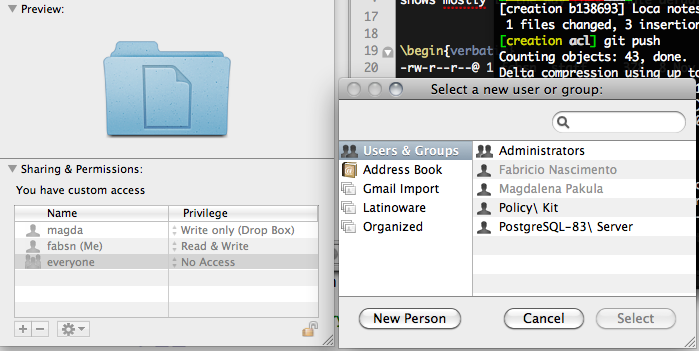 Preview:
Sharing & Permissions:
You have custom access
Name Privilege
magda Write only (Drop Box)
fabsn (Me) Read & Write
everyone No Access
shows mostly
17
18
19
20
\begin{verbat
-rw-r--r--@ 1
[creation b138693] Loca notes
1 files changed, 3 insertion
[creation acl] git push
Counting objects: 43, done.
Delta compression using up to
Select a new user or group:
Users & Groups
Address Book
Gmail Import
Latinoware
Organized
Administrators
Fabricio Nascimento
Magdalena Pakula
Policy\ Kit
PostgreSQL-83\ Server
New Person
Cancel
Select